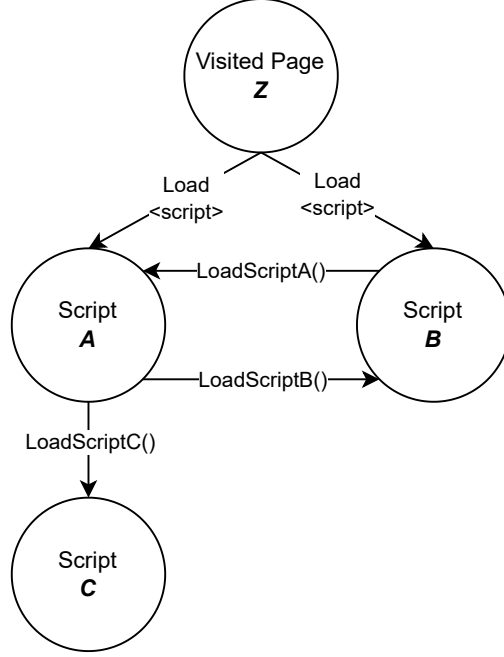 Visited Page
Z
Load
<script>
Load
<script>
LoadScriptA()
Script
A
Script
B
LoadScriptB()
LoadScriptC()
Script
C